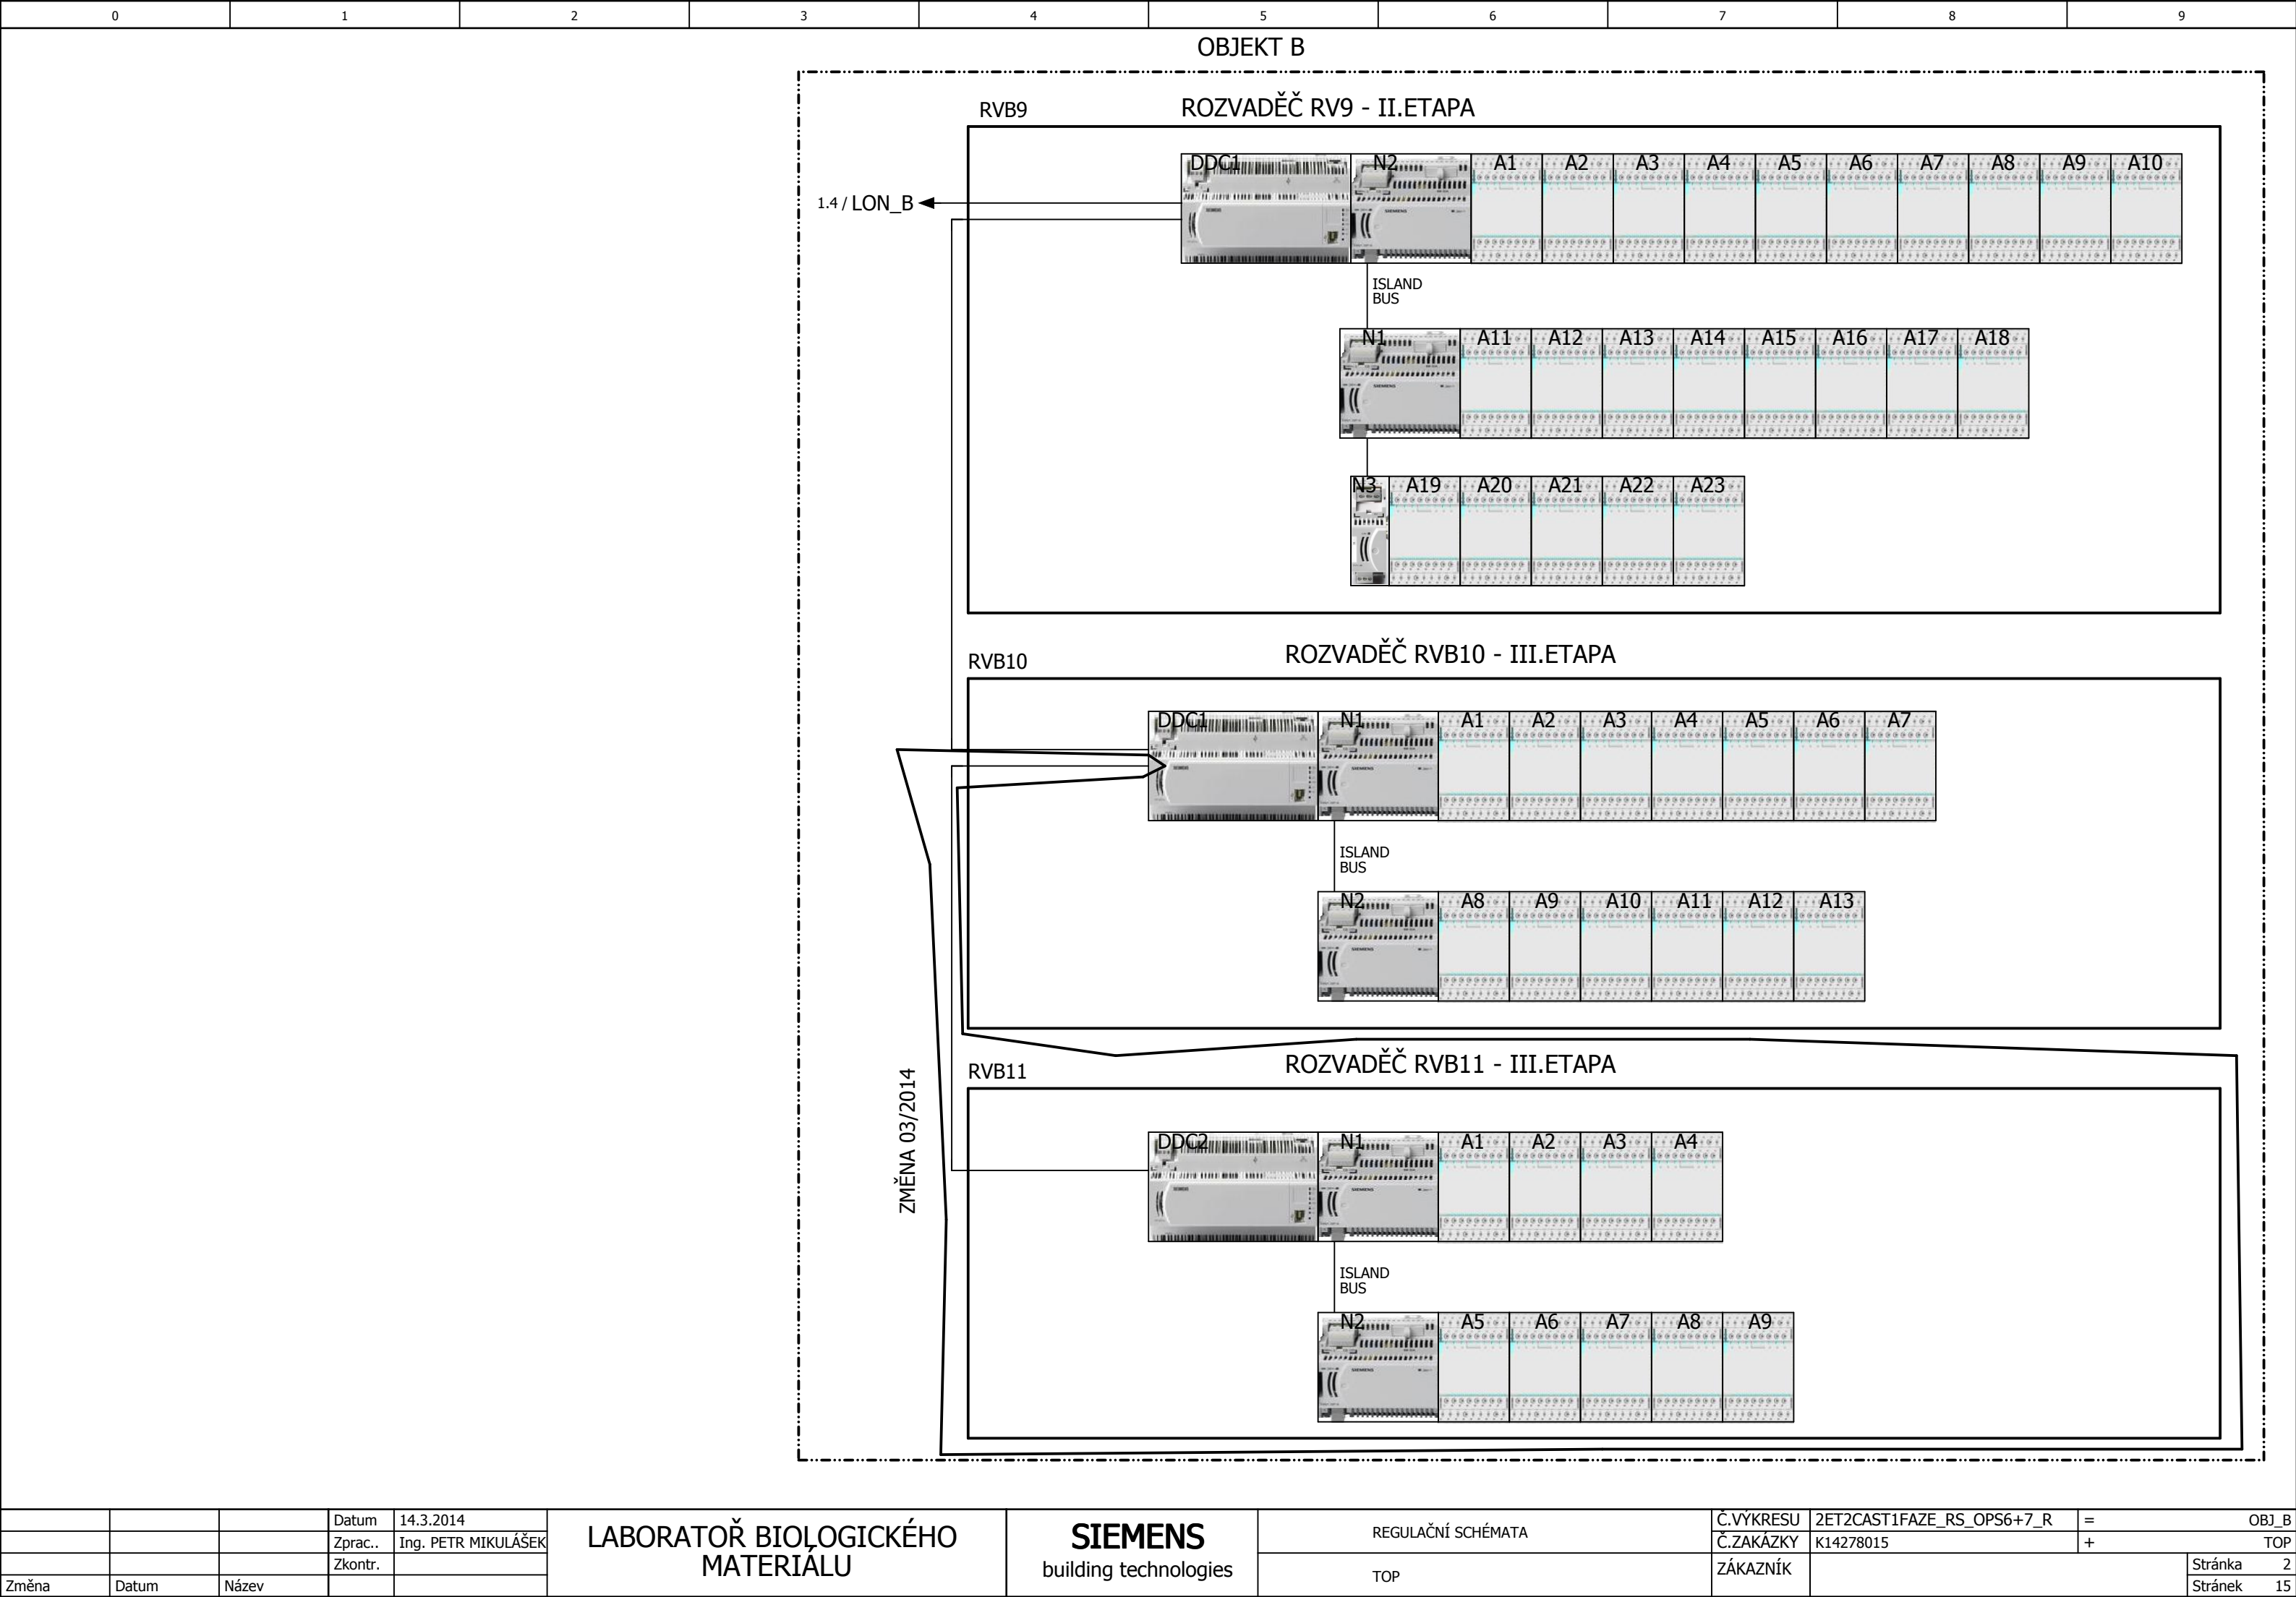 0 1 2 3 4 5 6 7 8 9
OBJEKT B
RVB9 ROZVADĚČ RV9 - II.ETAPA
DDC1 N2 A1 A2 A3 A4 A5 A6 A7 A8 A9 A10
1.4 / LON_B
SIEMENS
ISLAND
BUS
N1 A11 A12 A13 A14 A15 A16 A17 A18
SIEMENS
N3 A19 A20 A21 A22 A23
RVB10 ROZVADĚČ RVB10 - III.ETAPA
DDC1 N1 A1 A2 A3 A4 A5 A6 A7
SIEMENS
ISLAND
BUS
N2 A8 A9 A10 A11 A12 A13
SIEMENS
RVB11 ROZVADĚČ RVB11 - III.ETAPA
ZMĚNA 03/2014
DDC2 N1 A1 A2 A3 A4
SIEMENS
ISLAND
BUS
N2 A5 A6 A7 A8 A9
SIEMENS
Datum 14.3.2014
Zprac.. Ing. PETR MIKULÁŠEK
Zkontr.
Změna Datum Název
LABORATOŘ BIOLOGICKÉHO
MATERIÁLU
SIEMENS
building technologies
REGULAČNÍ SCHÉMATA
TOP
Č.VÝKRESU 2ET2CAST1FAZE_RS_OPS6+7_R = OBJ_B
Č.ZAKÁZKY K14278015 + TOP
ZÁKAZNÍK
Stránka 2
Stránek 15